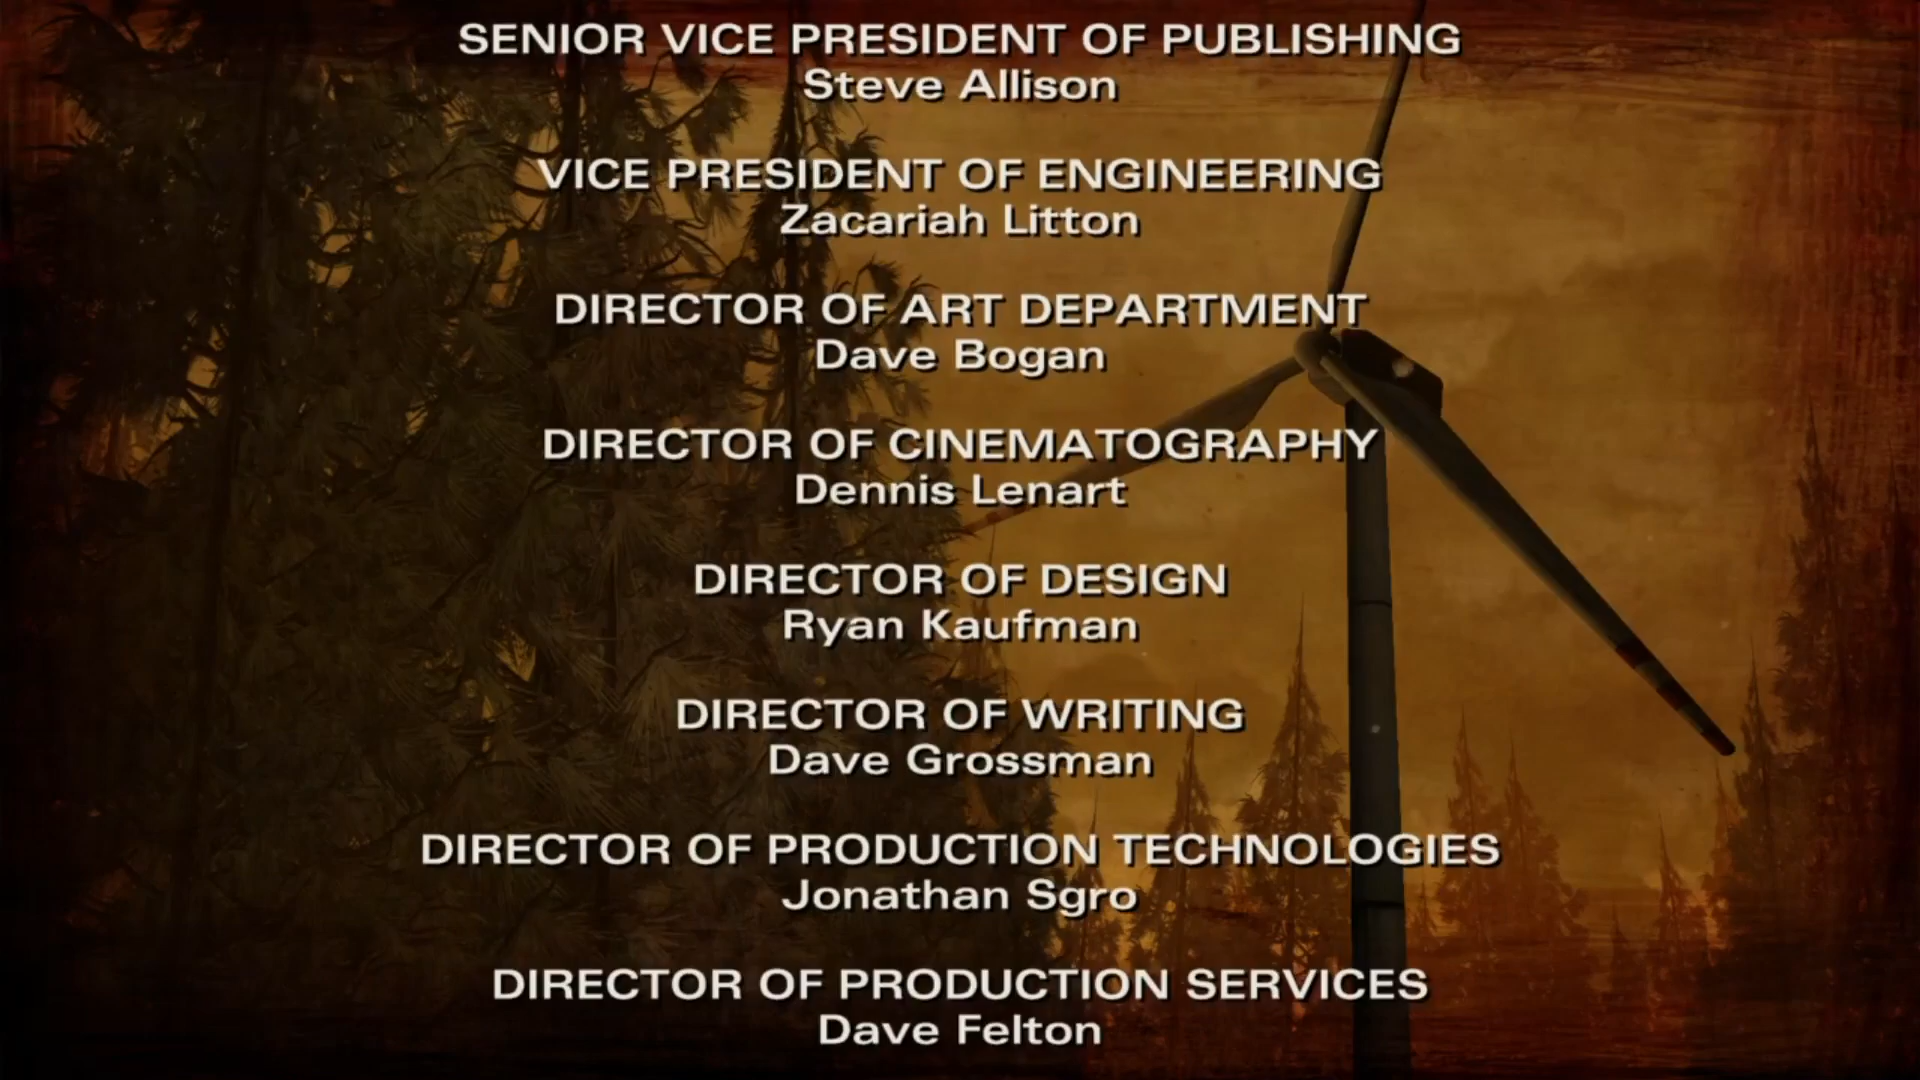 SENIOR VICE PRESIDENT OF PUBLISHING
Steve Allison
VICE PRESIDENT OF ENGINEERING
Zacariah Litton
DIRECTOR OF ART DEPARTMENT
Dave Bogan
DIRECTOR OF CINEMATOGRAPHY
Dennis Lenart
DIRECTOR OF DESIGN
Ryan Kaufman
DIRECTOR OF WRITING
Dave Grossman
DIRECTOR OF PRODUCTION TECHNOLOGIES
Jonathan Sgro
DIRECTOR OF PRODUCTION SERVICES
Dave Felton